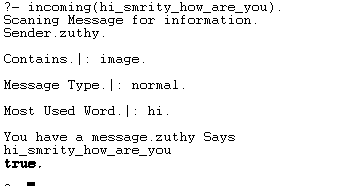 ?- incoming(hi_smrity_how_are_you).
Scaning Message for information.
Sender.zuthy.
Contains.|: image.
Message Type.|: normal.
Most Used Word.|: hi.
You have a message.zuthy Says
hi_smrity_how_are_you
true.